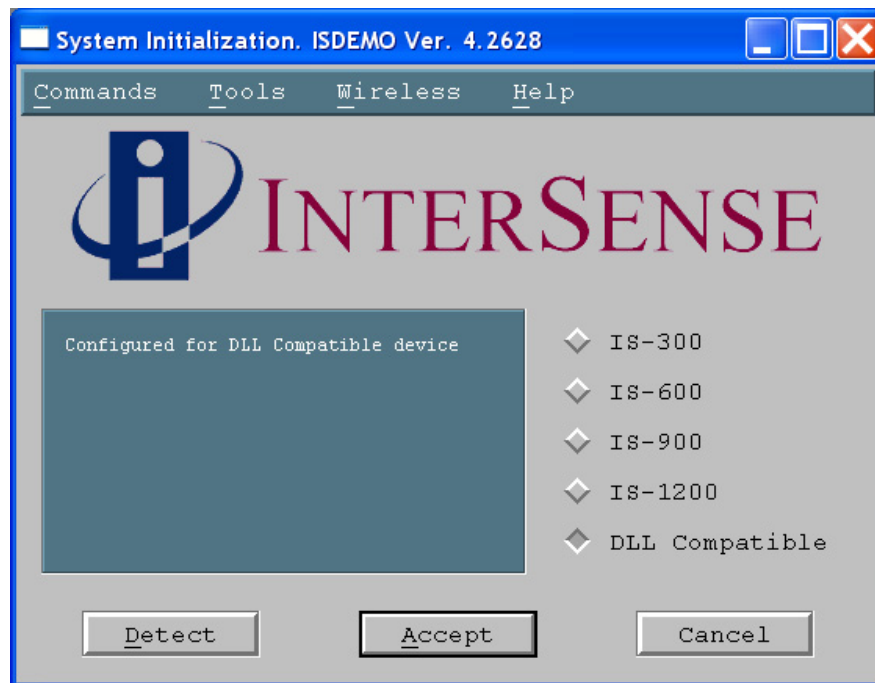 System Initialization. ISDEMO Ver. 4.2628
Commands Tools Wireless Help
INTERSENSE
Configured for DLL Compatible device
IS-300
IS-600
IS-900
IS-1200
DLL Compatible
Detect Accept Cancel